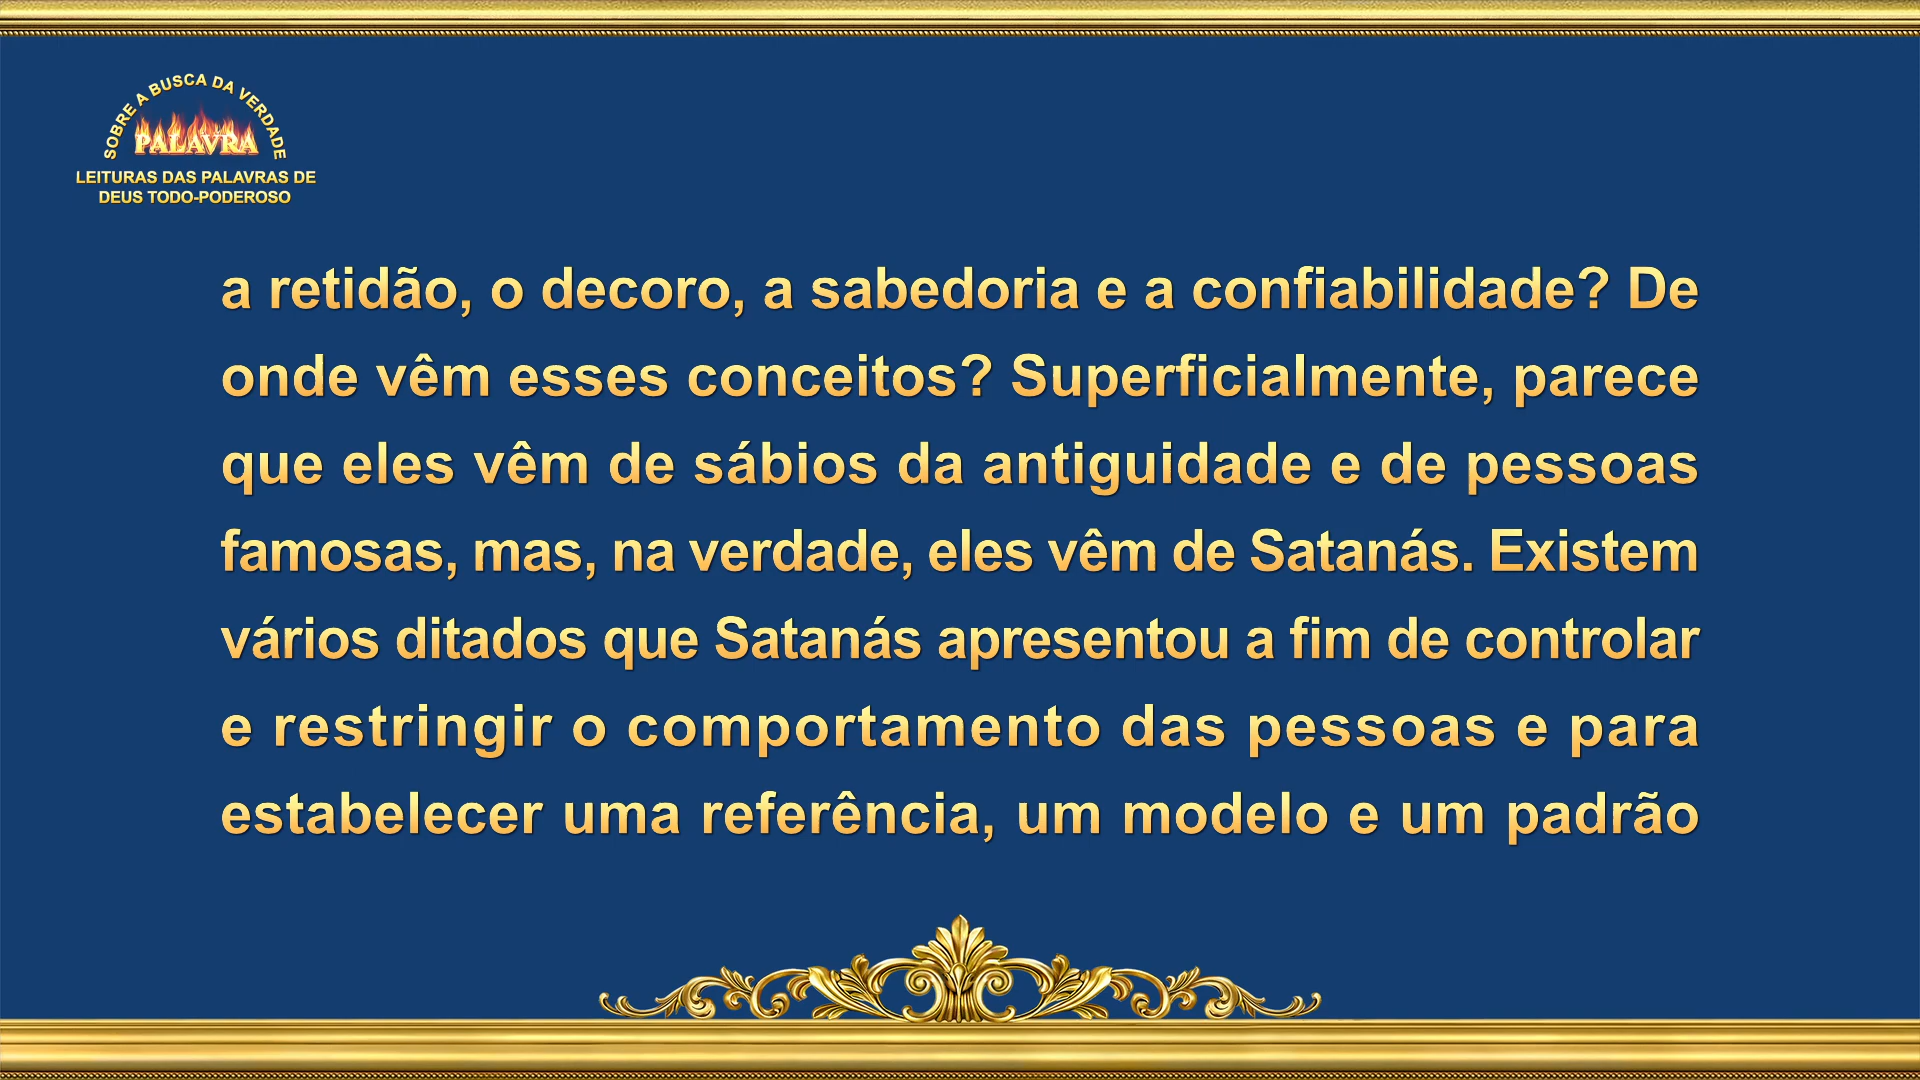 SOBRE A BUSCA DA VERDADE
PALAVRA
LEITURAS DAS PALAVRAS DE
DEUS TODO-PODEROSO
a retidão, o decoro, a sabedoria e a confiabilidade? De
onde vêm esses conceitos? Superficialmente, parece
que eles vêm de sábios da antiguidade e de pessoas
famosas, mas, na verdade, eles vêm de Satanás. Existem
vários ditados que Satanás apresentou a fim de controlar
e restringir o comportamento das pessoas e para
estabelecer uma referência, um modelo e um padrão